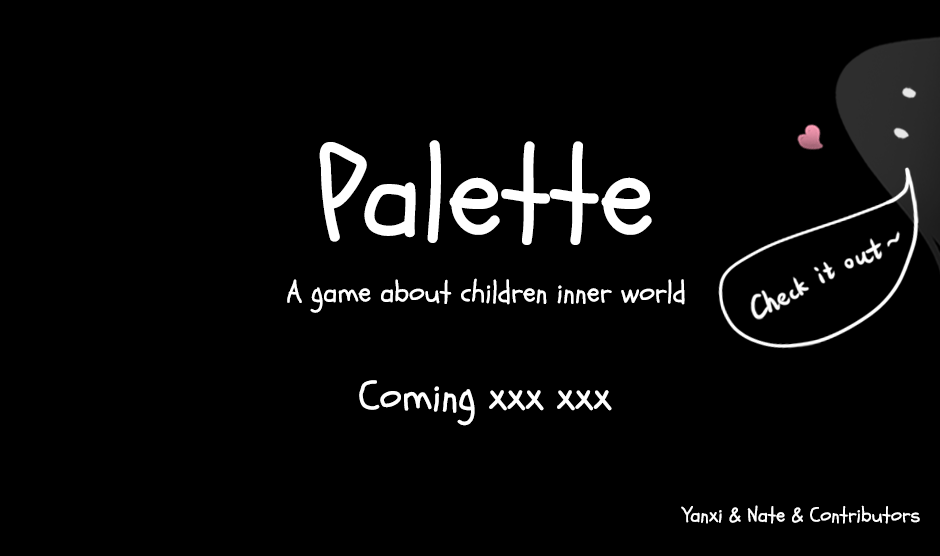 Palette
A game about children inner world
Check it out~
Coming xxx xxx
Yanxi & Nate & Contributors